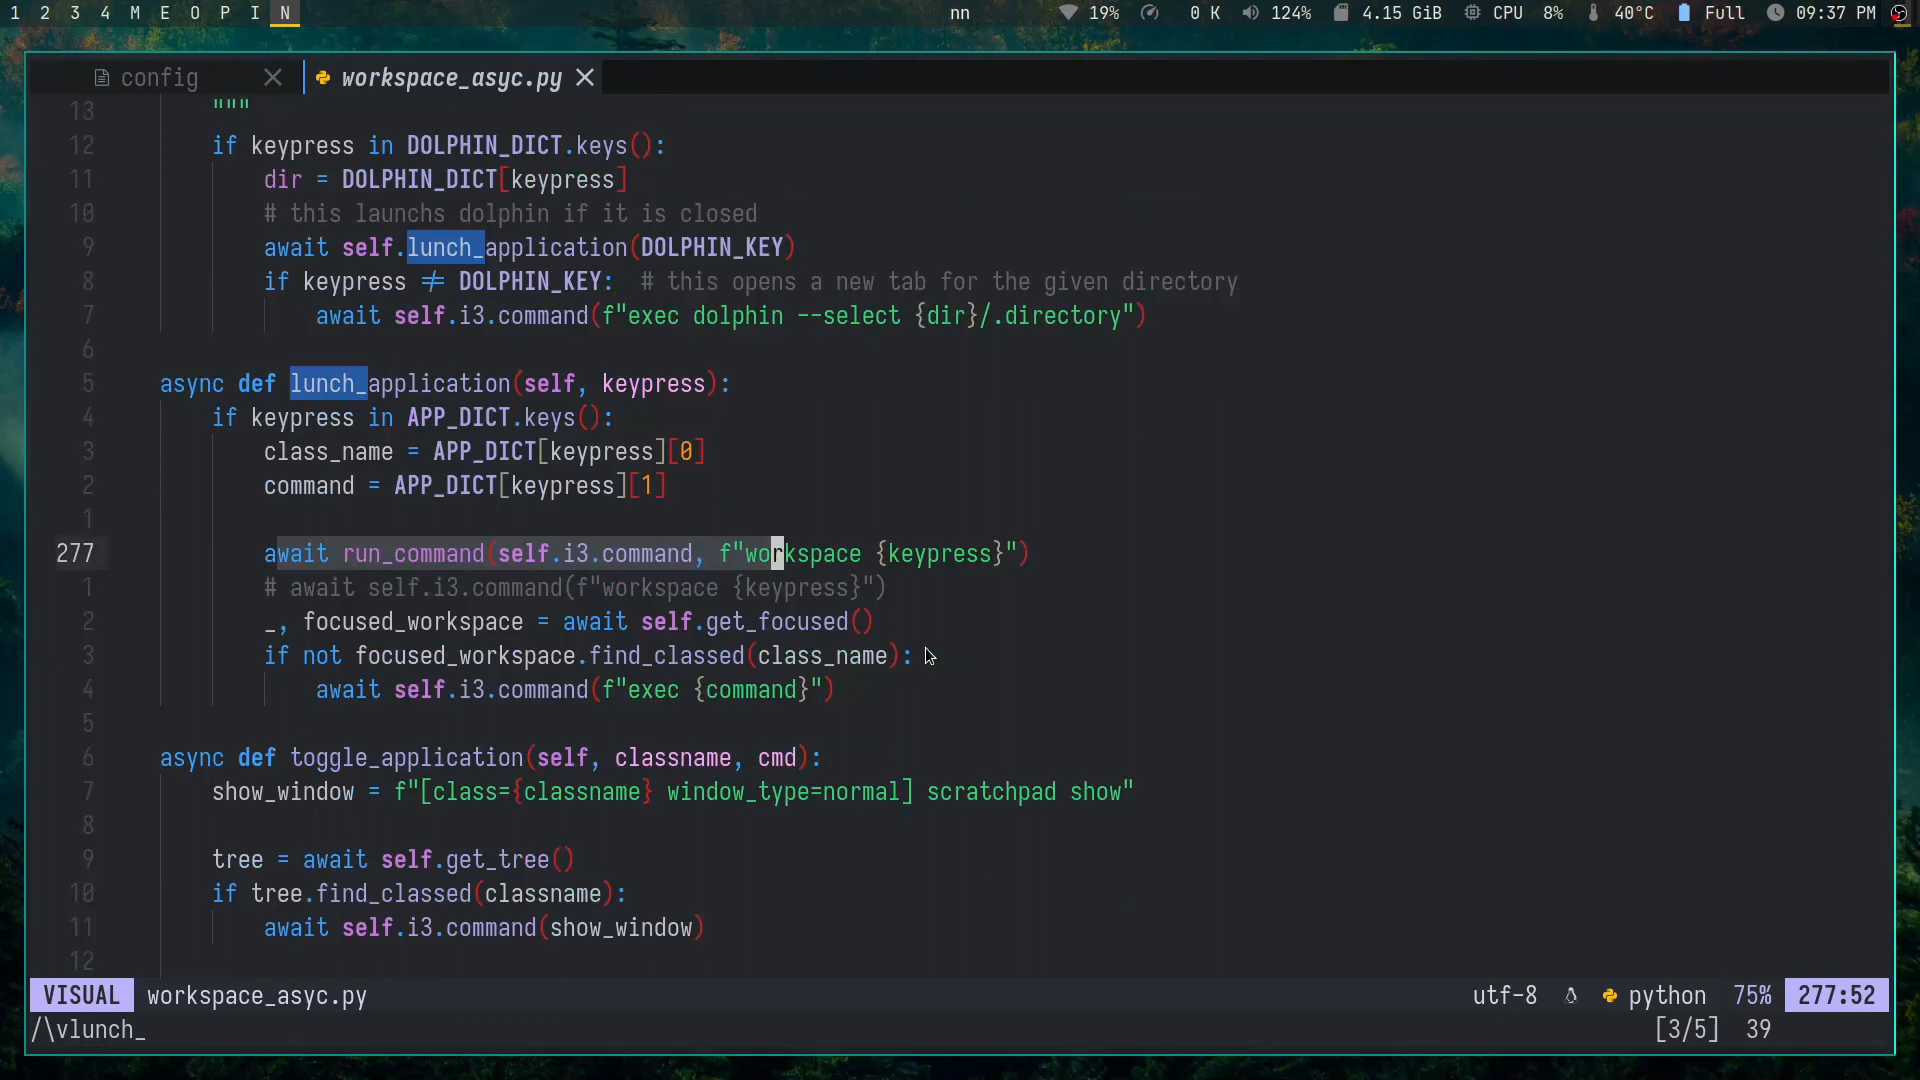 1 2 3 4 M E O P I N nn 19% 0 K 124% 4.15 GiB CPU 8% 40°C Full 09:37 PM
config workspace_asyc.py
13 """
12 if keypress in DOLPHIN_DICT.keys():
11 dir = DOLPHIN_DICT[keypress]
10 # this launchs dolphin if it is closed
9 await self.lunch_application(DOLPHIN_KEY)
8 if keypress ≠ DOLPHIN_KEY: # this opens a new tab for the given directory
7 await self.i3.command(f"exec dolphin --select {dir}/.directory")
6
5 async def lunch_application(self, keypress):
4 if keypress in APP_DICT.keys():
3 class_name = APP_DICT[keypress][0]
2 command = APP_DICT[keypress][1]
1
277 await run_command(self.i3.command, f"workspace {keypress}")
1 # await self.i3.command(f"workspace {keypress}")
2 _, focused_workspace = await self.get_focused()
3 if not focused_workspace.find_classed(class_name):
4 await self.i3.command(f"exec {command}")
5
6 async def toggle_application(self, classname, cmd):
7 show_window = f"[class={classname} window_type=normal] scratchpad show"
8
9 tree = await self.get_tree()
10 if tree.find_classed(classname):
11 await self.i3.command(show_window)
12
VISUAL workspace_asyc.py utf-8 python 75% 277:52
/\vlunch_ [3/5] 39